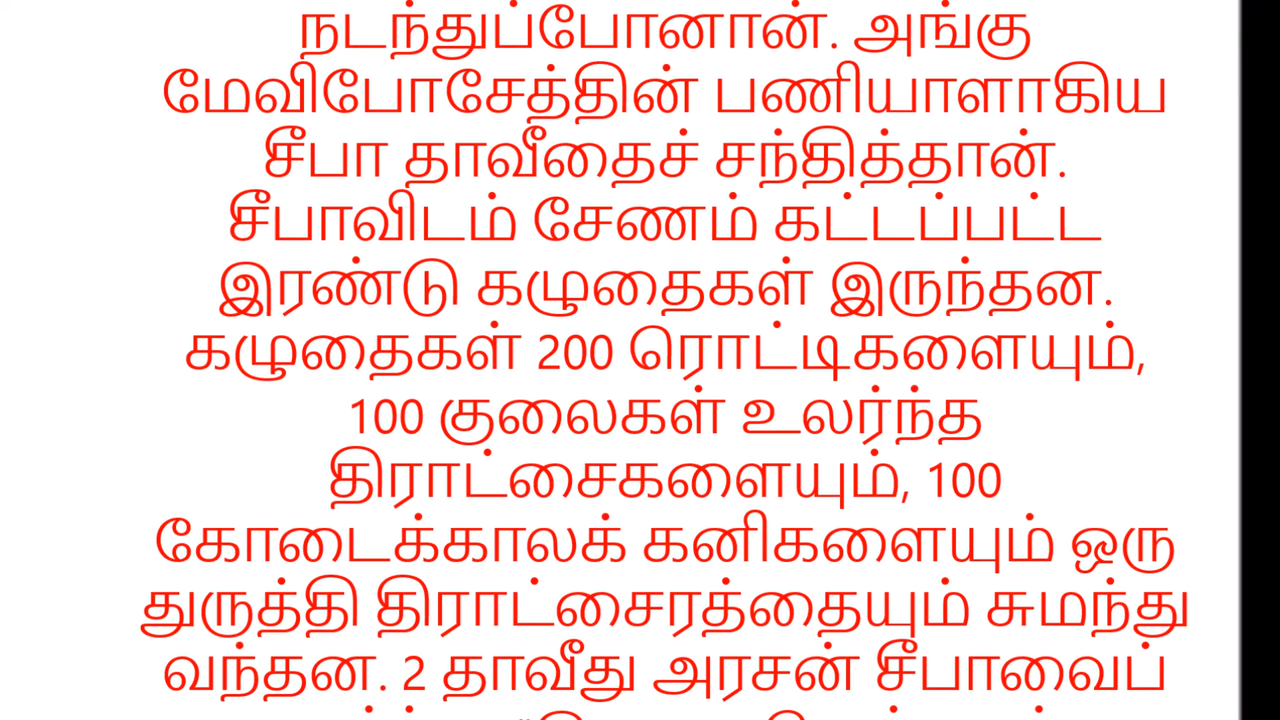 நடந்துப்போனான். அங்கு
மேவிபோசேத்தின் பணியாளாகிய
சீபா தாவீதைச் சந்தித்தான்.
சீபாவிடம் சேணம் கட்டப்பட்ட
இரண்டு கழுதைகள் இருந்தன.
கழுதைகள் 200 ரொட்டிகளையும்,
100 குலைகள் உலர்ந்த
திராட்சைகளையும், 100
கோடைக்காலக் கனிகளையும் ஒரு
துருத்தி திராட்சைரத்தையும் சுமந்து
வந்தன. 2 தாவீது அரசன் சீபாவைப்